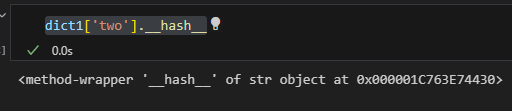 dict1['two'].__hash__
0.0s
<method-wrapper '__hash__' of str object at 0x000001C763E74430>